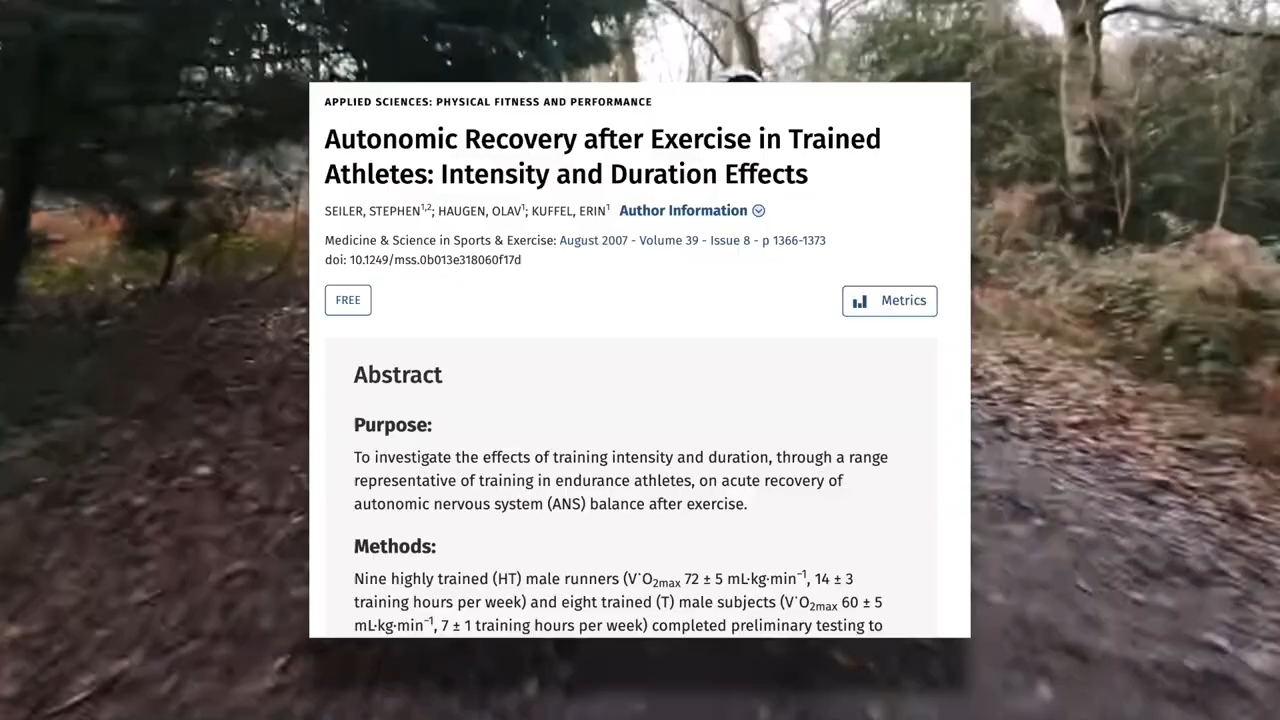 APPLIED SCIENCES: PHYSICAL FITNESS AND PERFORMANCE
Autonomic Recovery after Exercise in Trained
Athletes: Intensity and Duration Effects
SEILER, STEPHEN1,2; HAUGEN, OLAV1; KUFFEL, ERIN1 Author Information
Medicine & Science in Sports & Exercise: August 2007 - Volume 39 - Issue 8 - p 1366-1373
doi: 10.1249/mss.0b013e318060f17d
FREE
Metrics
Abstract
Purpose:
To investigate the effects of training intensity and duration, through a range
representative of training in endurance athletes, on acute recovery of
autonomic nervous system (ANS) balance after exercise.
Methods:
Nine highly trained (HT) male runners (V˙O2max 72 ± 5 mL·kg·min−1, 14 ± 3
training hours per week) and eight trained (T) male subjects (V˙O2max 60 ± 5
mL·kg·min−1, 7 ± 1 training hours per week) completed preliminary testing to